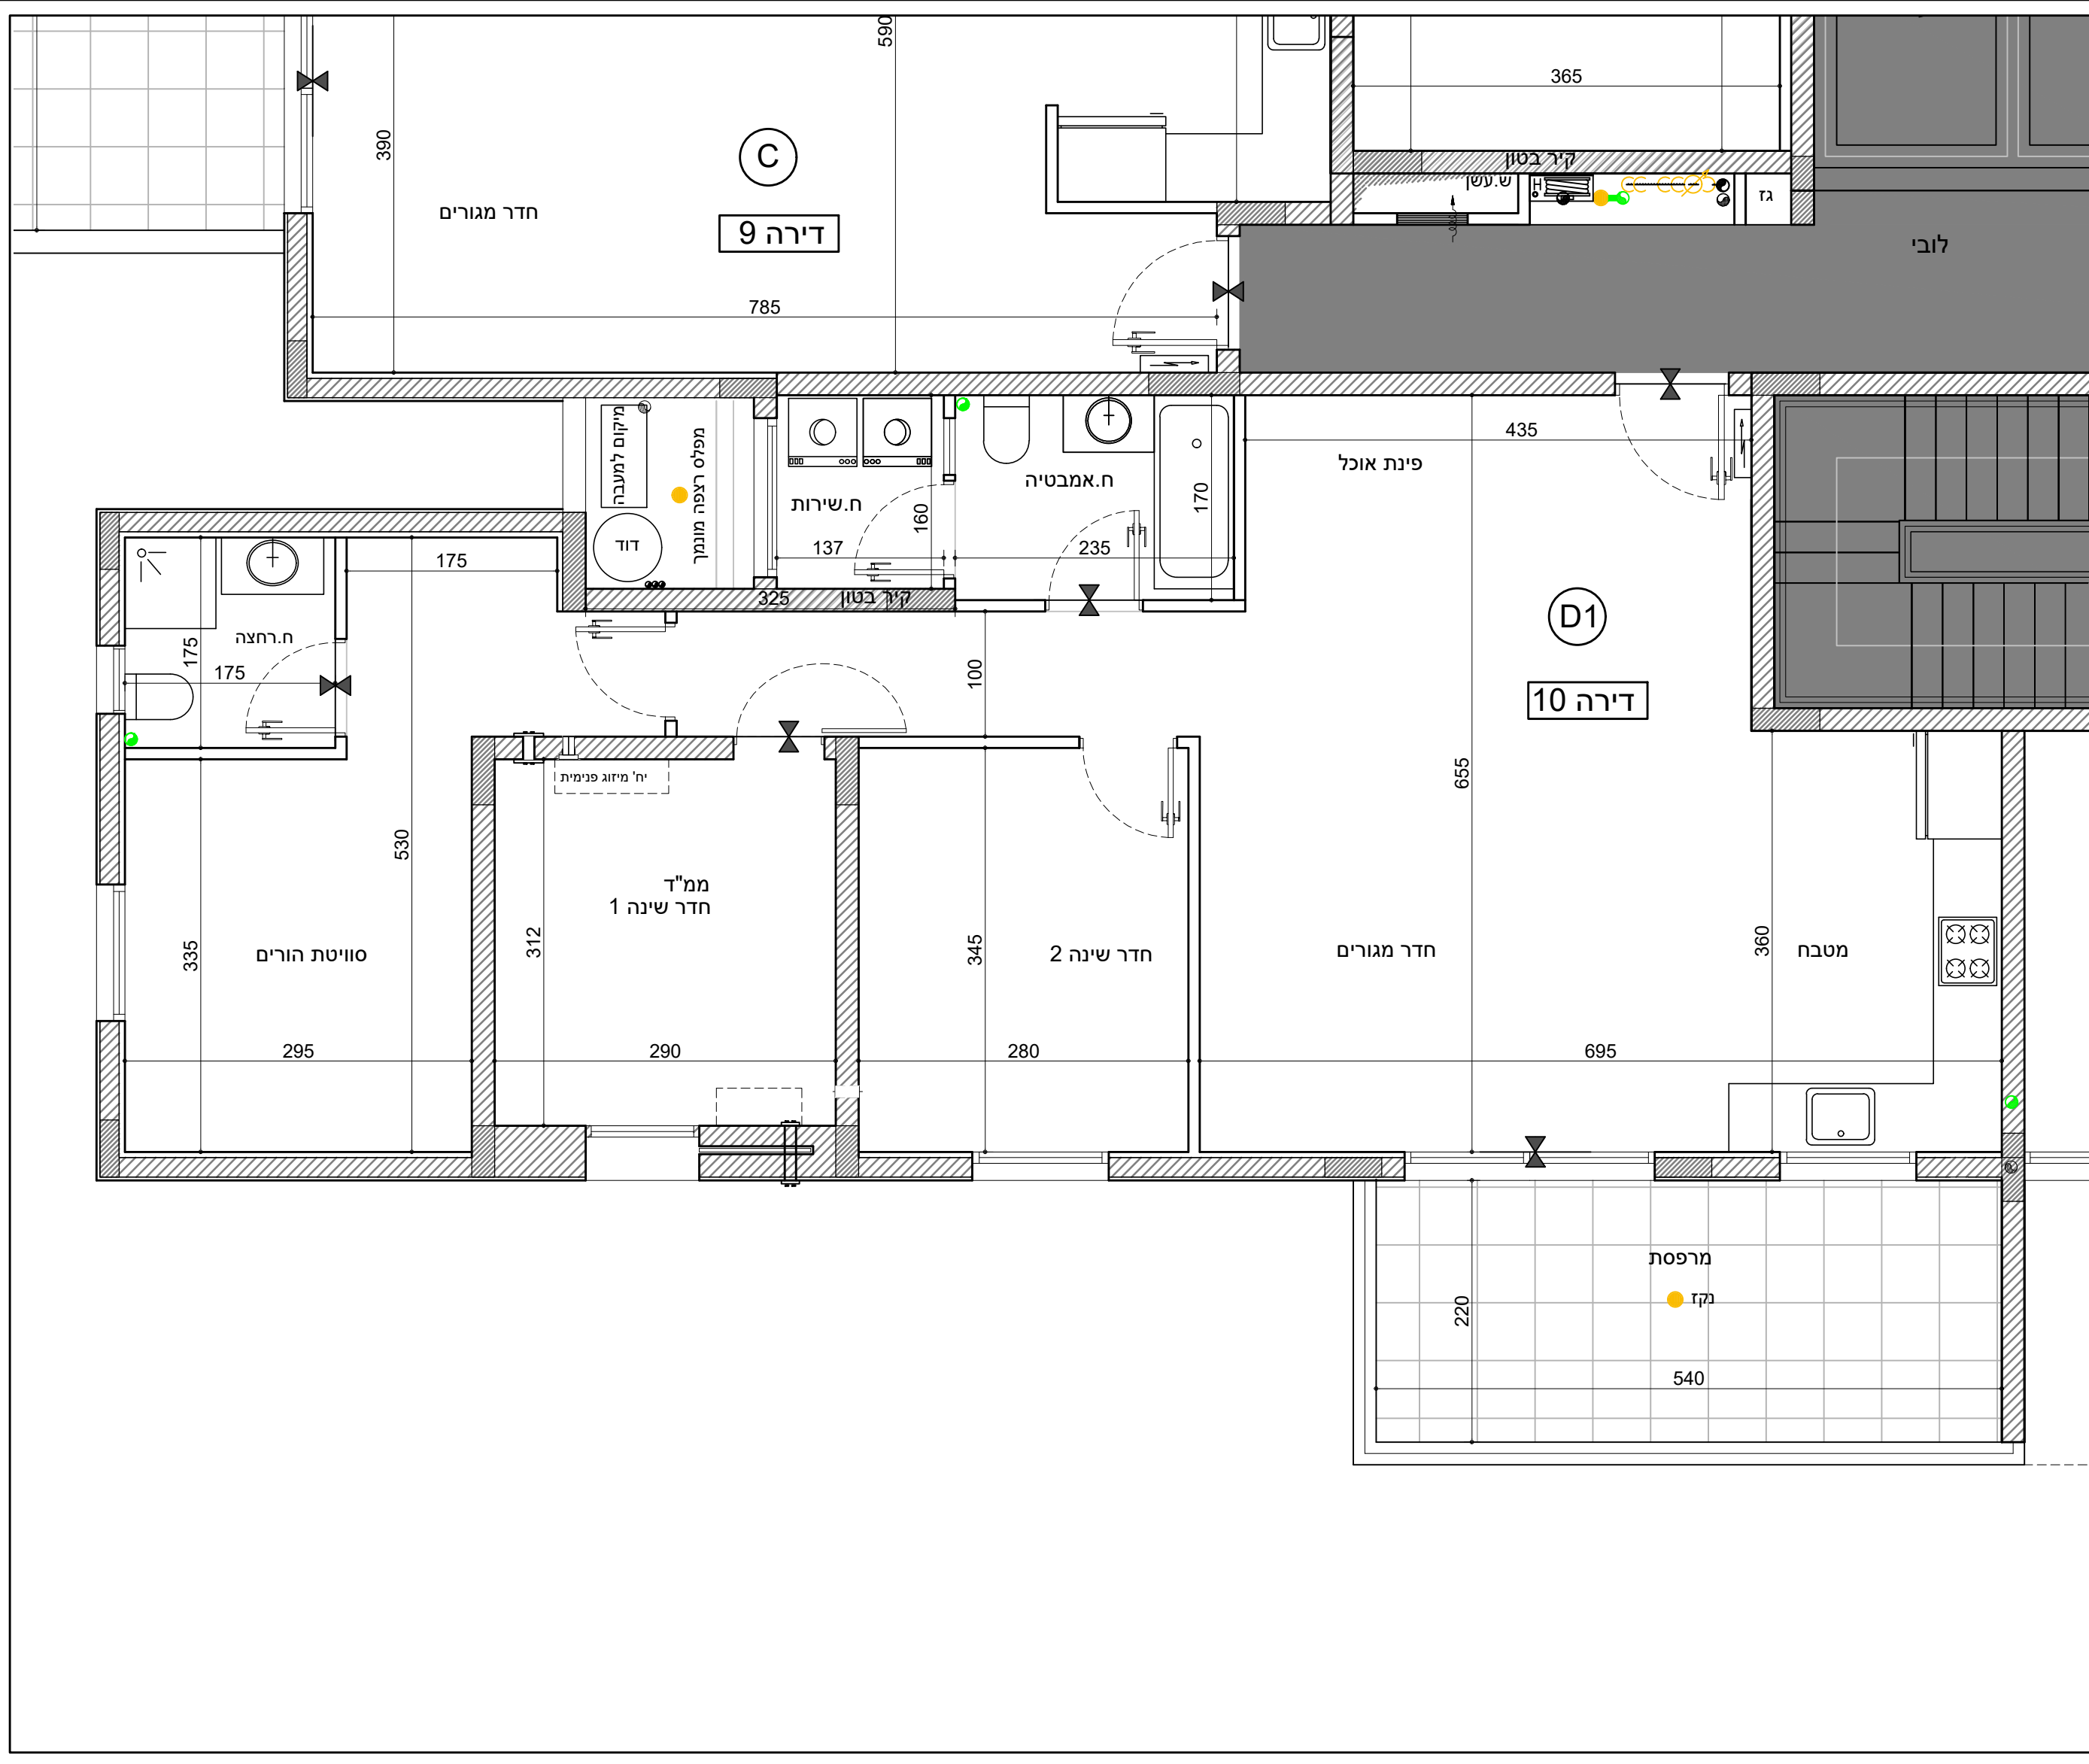 590
365
390
C
קיר בטון
ש.עשן
H
גז
חדר מגורים
דירה 9
לובי
785
מיקום למעבה
מפלס רצפה מונמך
435
פינת אוכל
ח.אמבטיה
170
ח.שירות
160
דוד
137
235
175
325
קיר בטון
D1
ח.רחצה
175
175
100
דירה 10
יח' מיזוג פנימית
655
530
ממ"ד
חדר שינה 1
312
335
סוויטת הורים
345
חדר שינה 2
חדר מגורים
360
מטבח
295
290
280
695
מרפסת
נקז
220
540